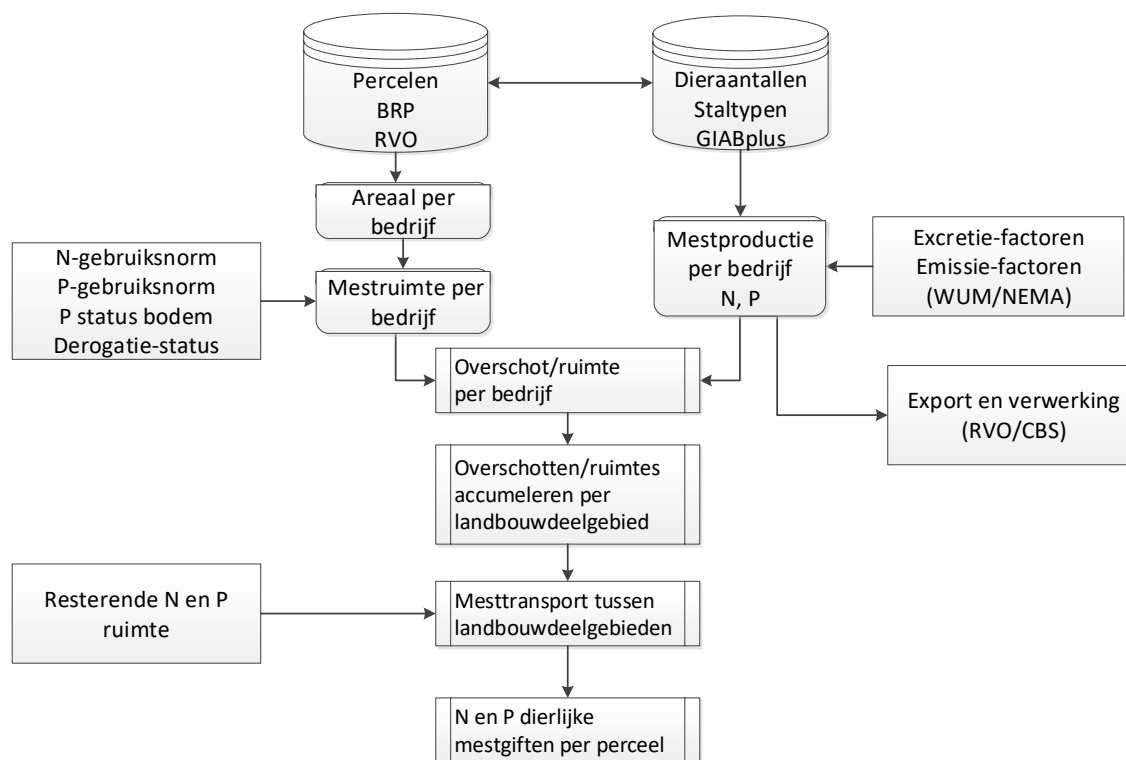 Percelen
BRP
RVO
Dieraantallen
Staltypen
GIABplus
Areaal per
bedrijf
N-gebruiksnorm
P-gebruiksnorm
P status bodem
Derogatie-status
Mestruimte per
bedrijf
Mestproductie
per bedrijf
N, P
Excretie-factoren
Emissie-factoren
(WUM/NEMA)
Overschot/ruimte
per bedrijf
Export en verwerking
(RVO/CBS)
Overschotten/ruimtes
accumeleren per
landbouwdeelgebied
Resterende N en P
ruimte
Mesttransport tussen
landbouwdeelgebieden
N en P dierlijke
mestgiften per perceel